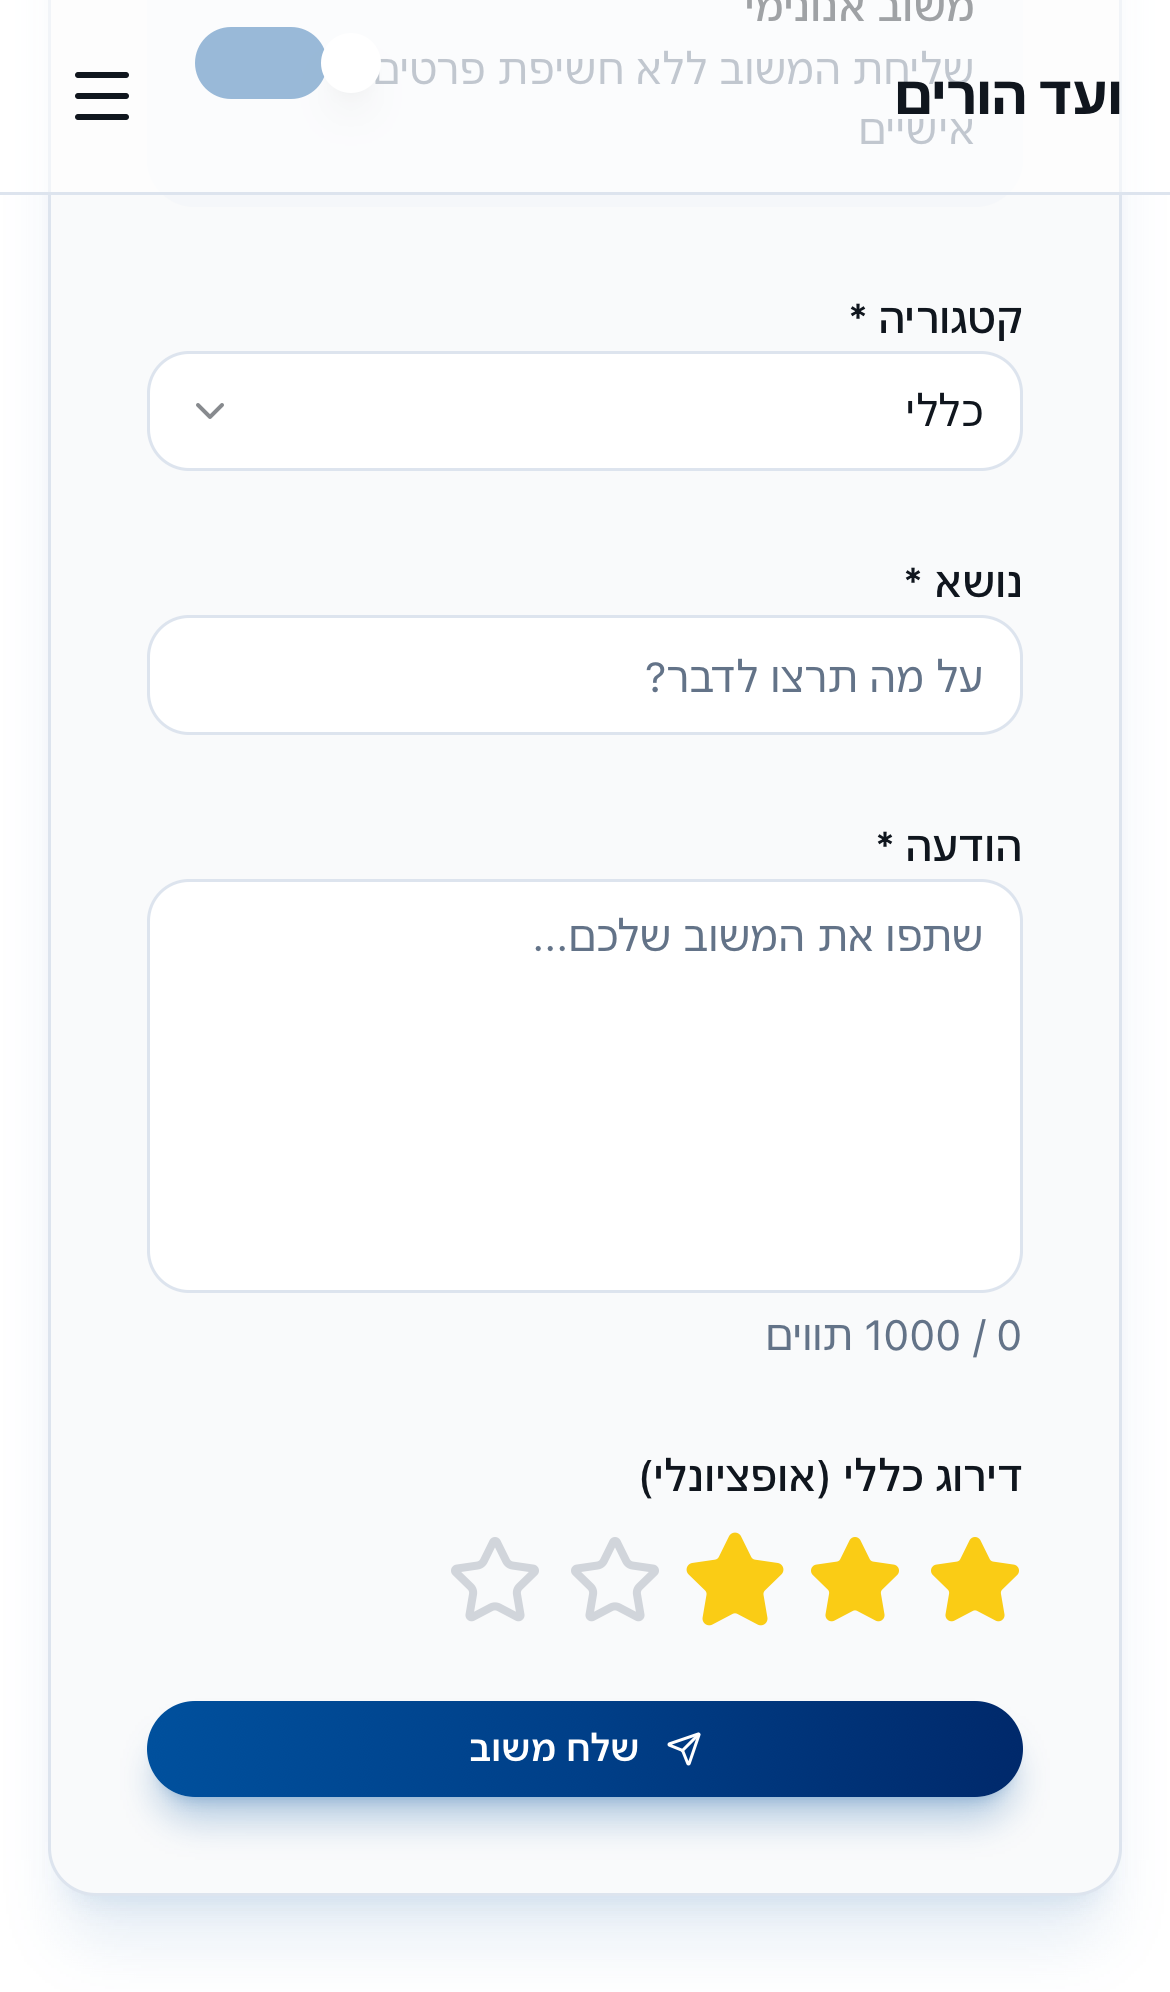 משוב אנונימי
שליחת המשוב ללא חשיפת פרטים
אישיים
ועד הורים
קטגוריה *
כללי
נושא *
על מה תרצו לדבר?
הודעה *
שתפו את המשוב שלכם...
0 / 1000 תווים
דירוג כללי (אופציונלי)
שלח משוב